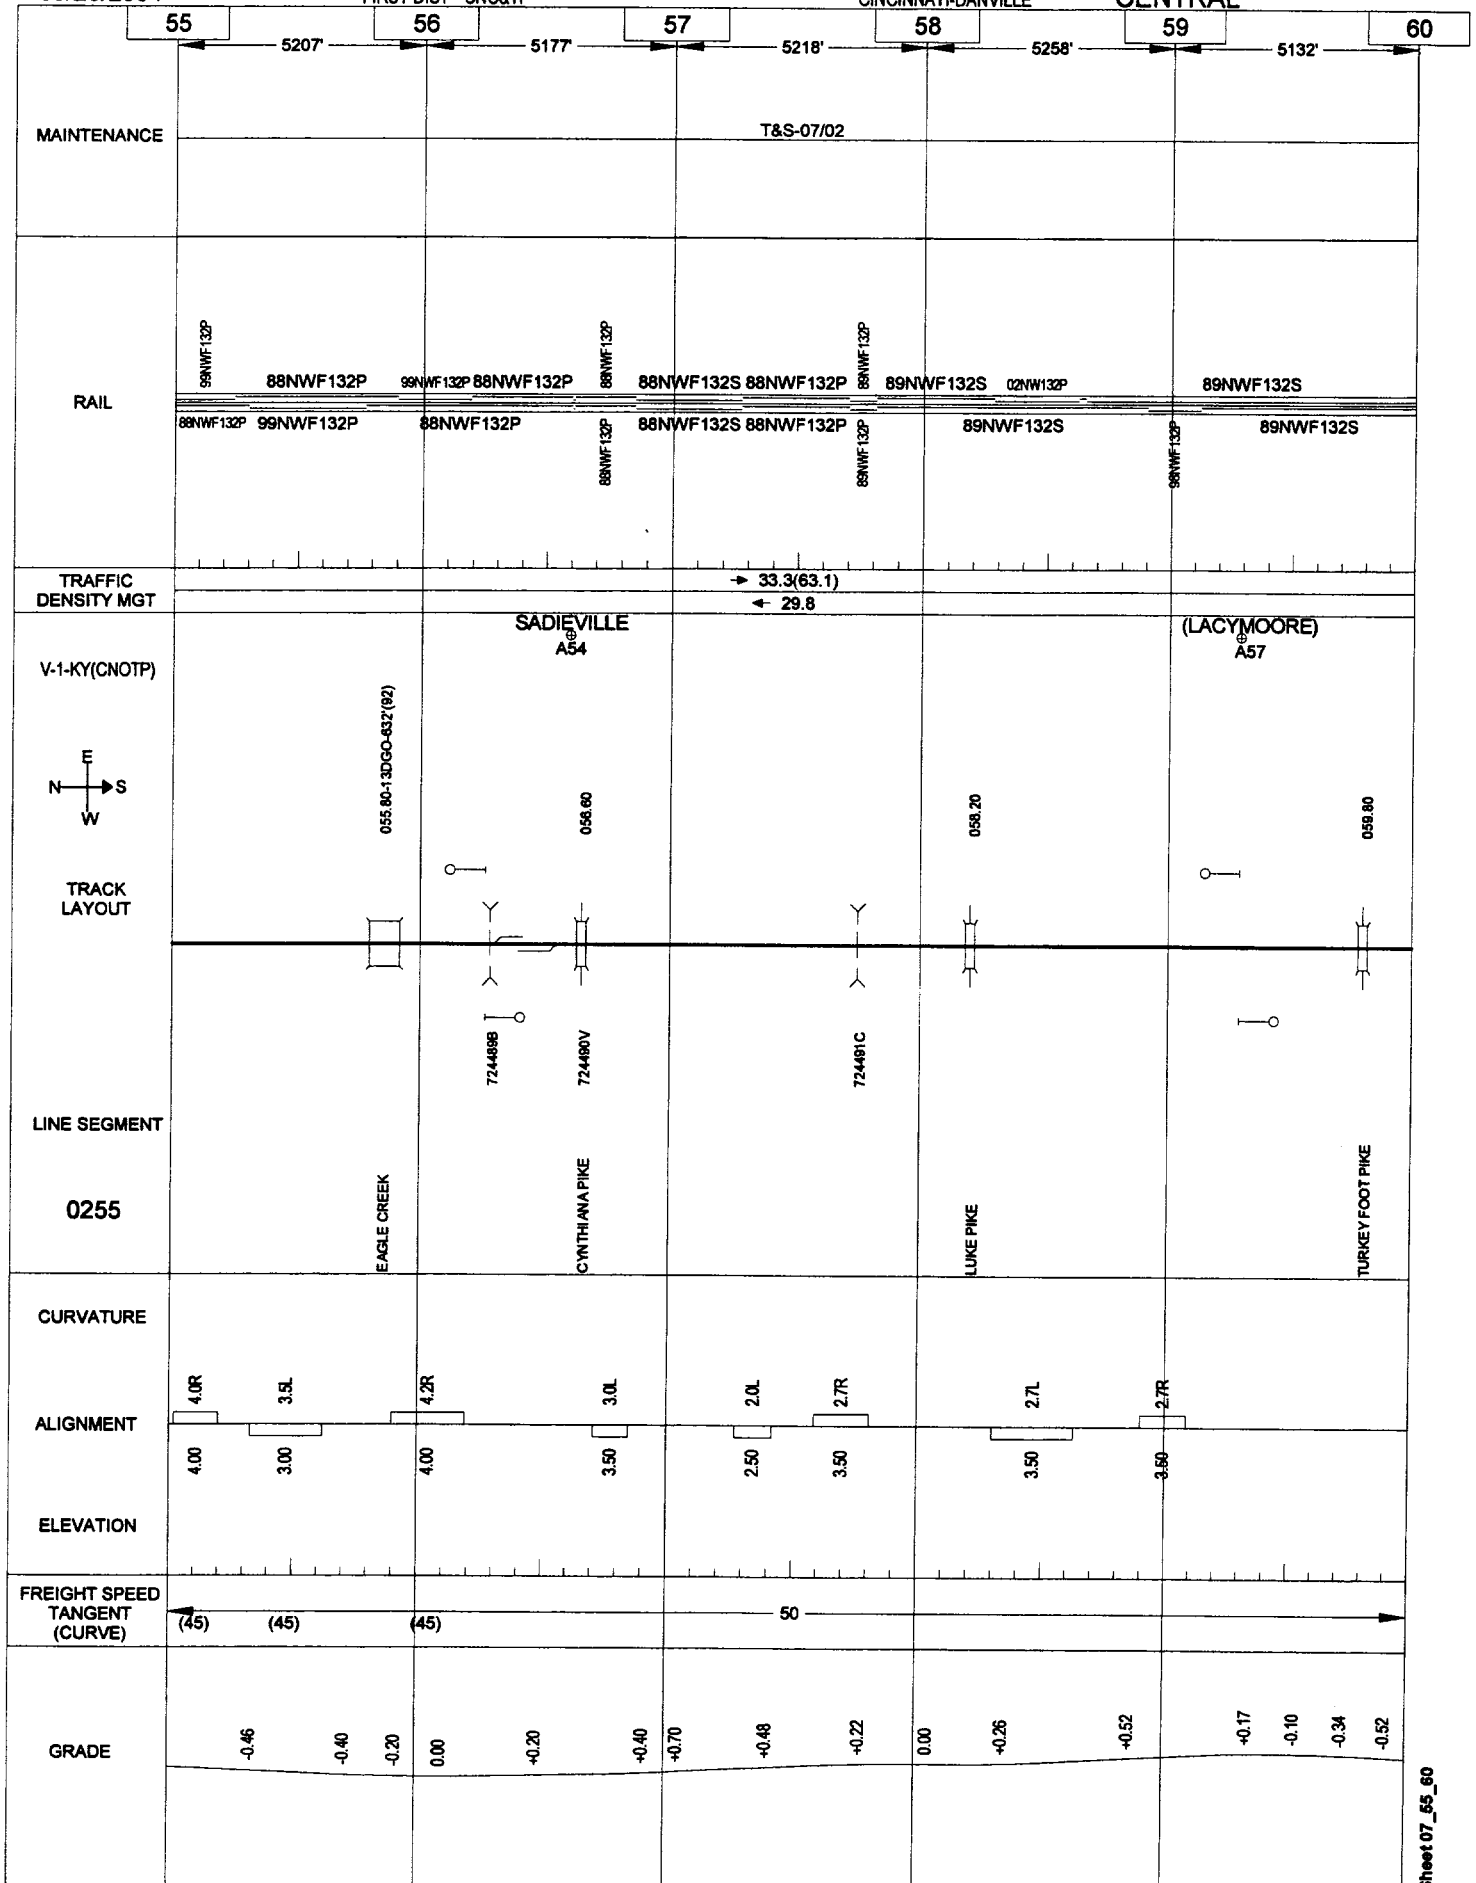 CINCINNATI-DANVILLE
CENTRAL
55 56 57 58 59 60
5207' 5177' 5218' 5258' 5132'
MAINTENANCE
T&S-07/02
RAIL
99NWF132P 88NWF132P 99NWF132P 88NWF132P 88NWF132P 88NWF132S 88NWF132P 89NWF132P 89NWF132S 02NW132P 89NWF132S
88NWF132P 99NWF132P 88NWF132P 88NWF132P 88NWF132S 88NWF132P 89NWF132P 89NWF132S 98NWF132P 89NWF132S
TRAFFIC
DENSITY MGT
33.3(63.1)
29.8
SADIEVILLE
A54
(LACYMOORE)
A57
V-1-KY(CNOTP)
E
N S
W
055.80-13DGO-632'(92)
056.60
058.20
059.80
TRACK
LAYOUT
724489B
724490V
724491C
LINE SEGMENT
0255
EAGLE CREEK
CYNTHIANA PIKE
LUKE PIKE
TURKEY FOOT PIKE
CURVATURE
4.0R 3.5L 4.2R 3.0L 2.0L 2.7R 2.7L 2.7R
ALIGNMENT
4.00 3.00 4.00 3.50 2.50 3.50 3.50 3.50
ELEVATION
FREIGHT SPEED
TANGENT
(CURVE)
(45) (45) (45) 50
GRADE
-0.46 -0.40 -0.20 0.00 +0.20 +0.40 +0.70 +0.48 +0.22 0.00 +0.26 +0.52 +0.17 -0.10 -0.34 -0.52
Sheet 07_55_60